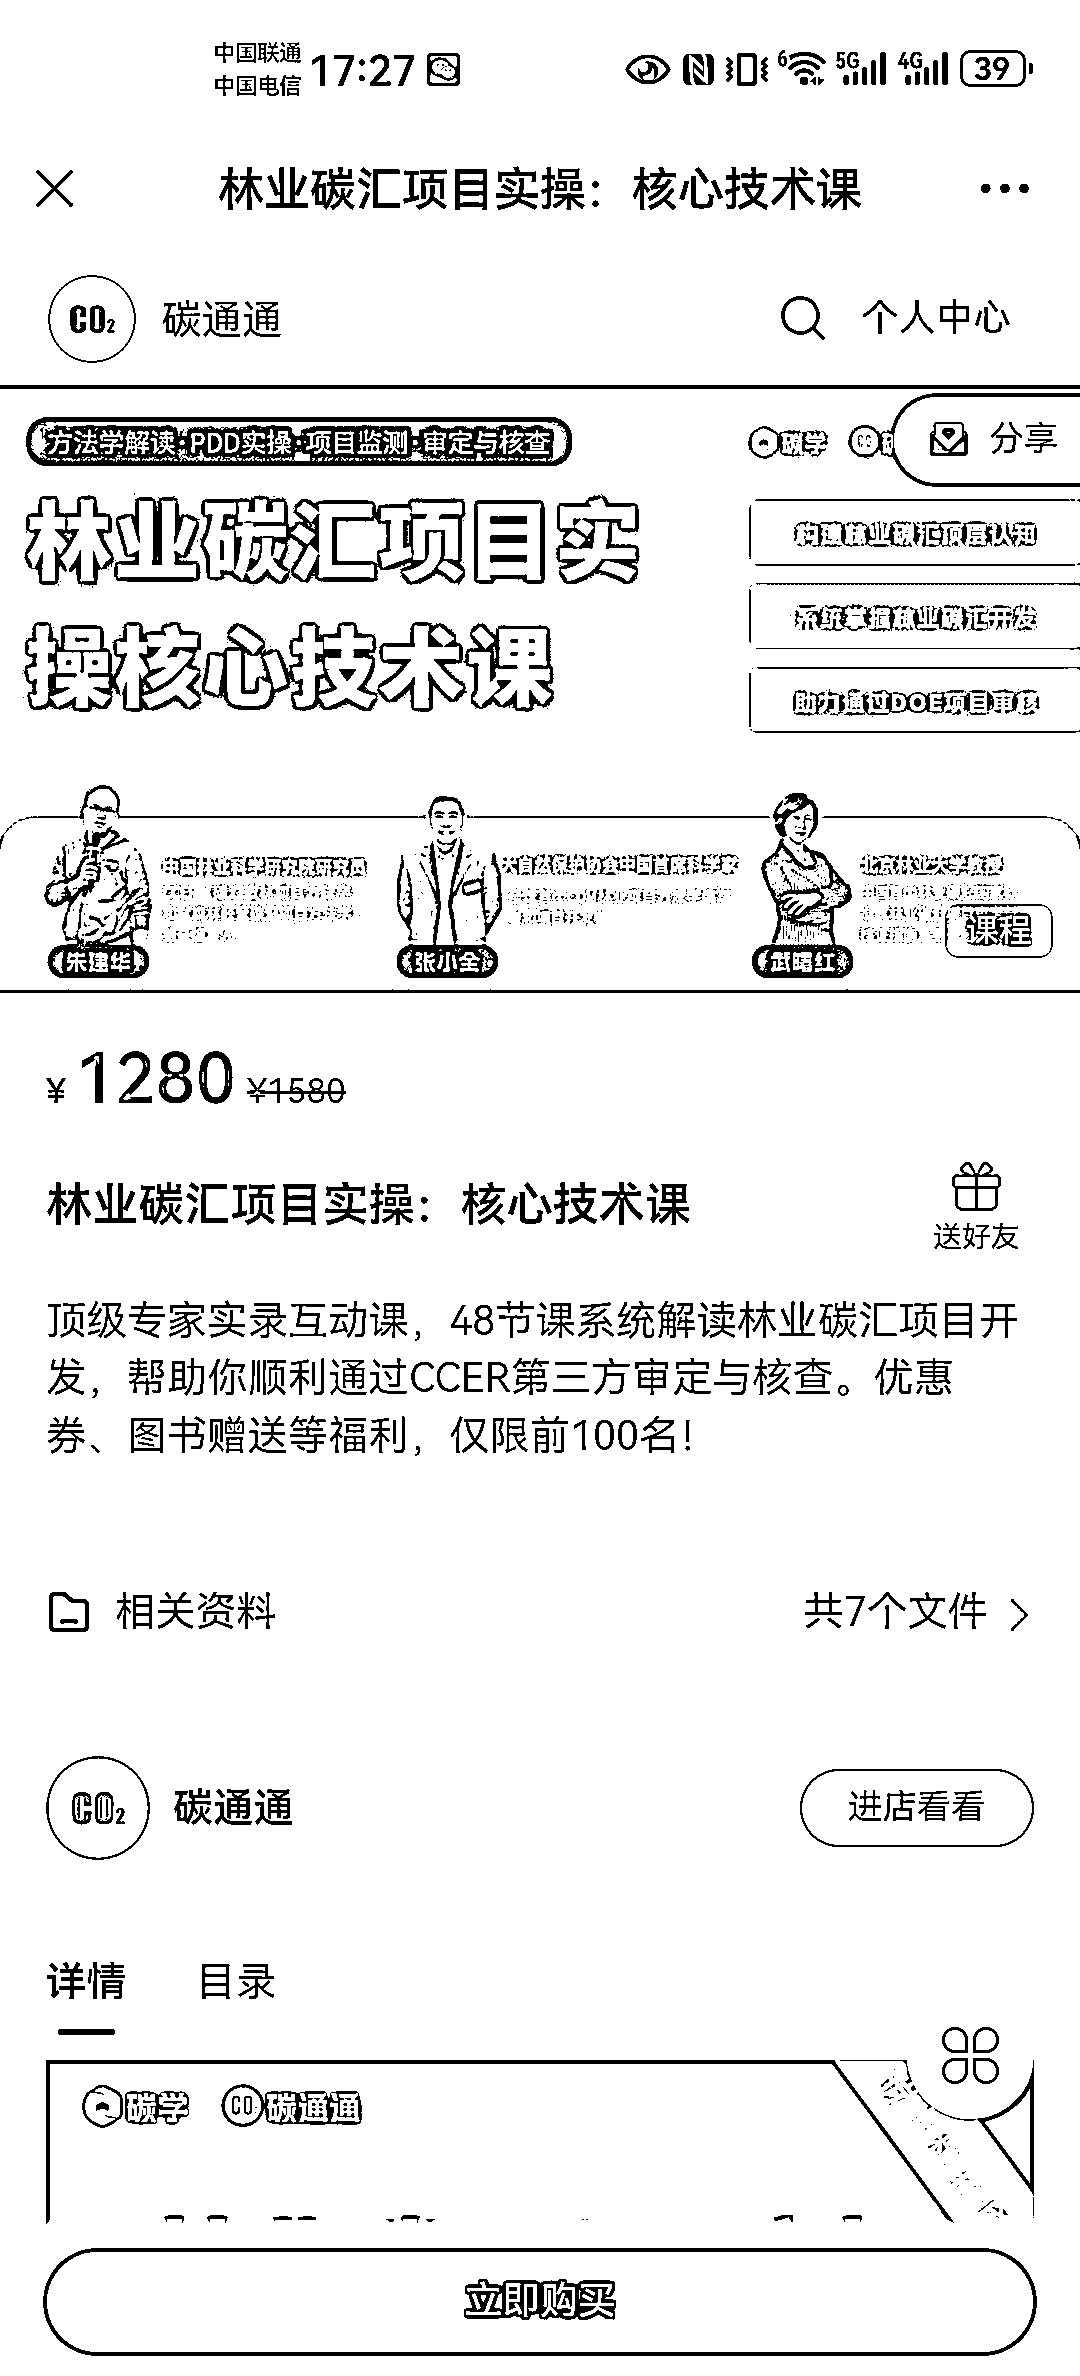 中国联通
中国电信
17:27
6
5G
4G
39
林业碳汇项目实操：核心技术课
CO2
碳通通
个人中心
方法学解读·PDD实操·项目监测·审定与核查
碳学
分享
林业碳汇项目实
操核心技术课
构建林业碳汇顶层认知
系统掌握林业碳汇开发
助力通过DOE项目审核
中国林业科学研究院研究员
大自然保护协会中国首席科学家
北京林业大学教授
课程
朱建华
张小全
武曙红
¥1280 ¥1580
林业碳汇项目实操：核心技术课
送好友
顶级专家实录互动课，48节课系统解读林业碳汇项目开
发，帮助你顺利通过CCER第三方审定与核查。优惠
券、图书赠送等福利，仅限前100名！
相关资料
共7个文件
CO2
碳通通
进店看看
详情
目录
碳学
CO
碳通通
立即购买